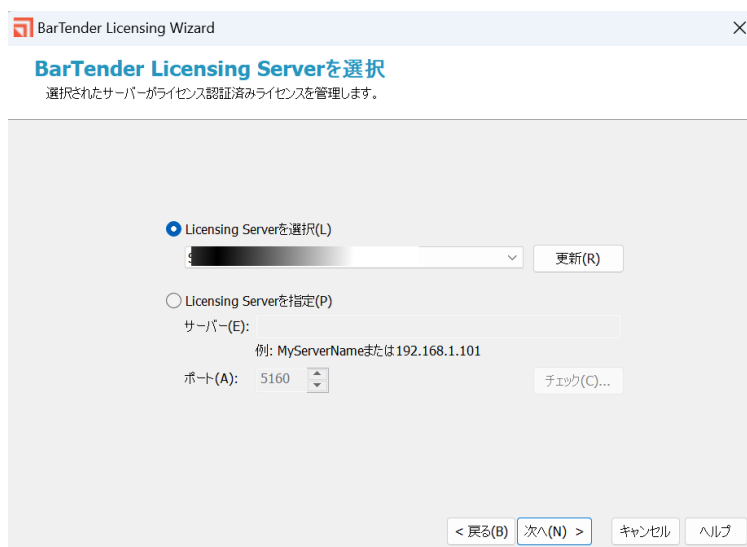 BarTender Licensing Wizard
BarTender Licensing Serverを選択
選択されたサーバーがライセンス認証済みライセンスを管理します。
Licensing Serverを選択(L)
更新(R)
Licensing Serverを指定(P)
サーバー(E):
例: MyServerNameまたは192.168.1.101
ポート(A): 5160 チェック(C)...
< 戻る(B) 次へ(N) > キャンセル ヘルプ